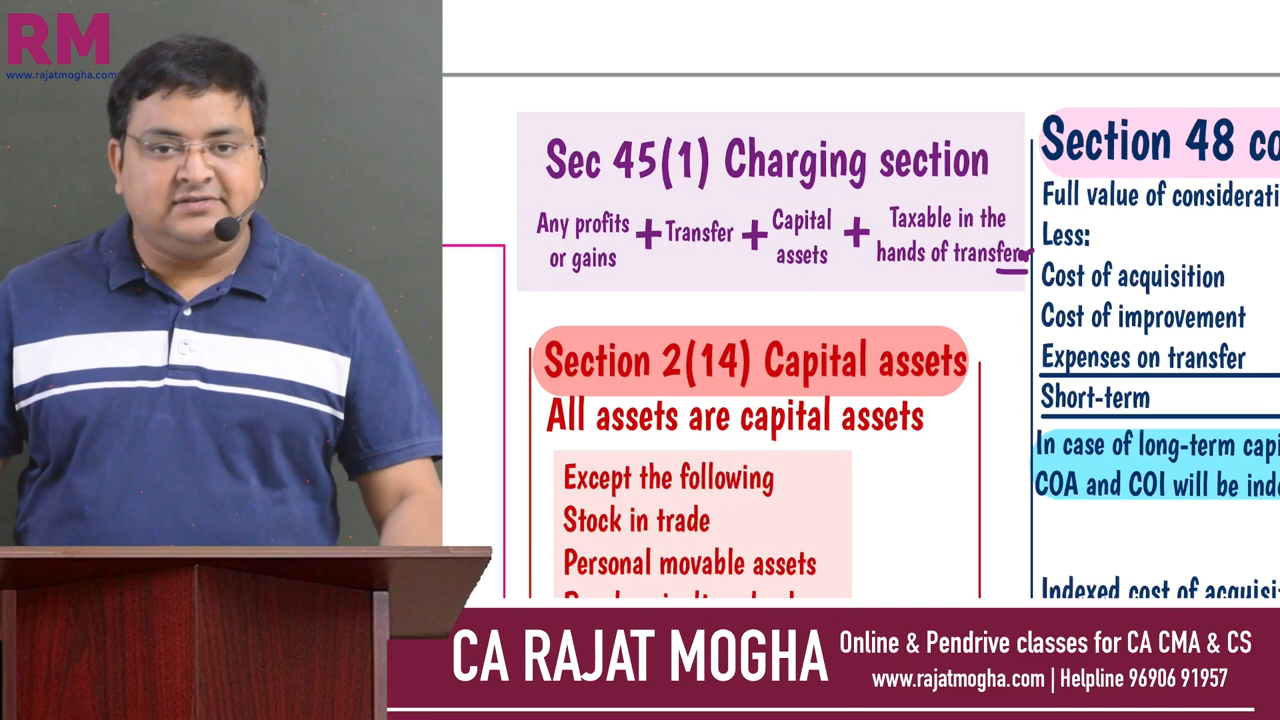 RM
www.rajatmogha.com
Sec 45(1) Charging section
Any profits or gains + Transfer + Capital assets + Taxable in the hands of transferor
Section 2(14) Capital assets
All assets are capital assets
Except the following
Stock in trade
Personal movable assets
Section 48 co
Full value of considerati
Less:
Cost of acquisition
Cost of improvement
Expenses on transfer
Short-term
In case of long-term capi
COA and COI will be inde
Indexed cost of acquisi
CA RAJAT MOGHA
Online & Pendrive classes for CA CMA & CS
www.rajatmogha.com | Helpline 96906 91957